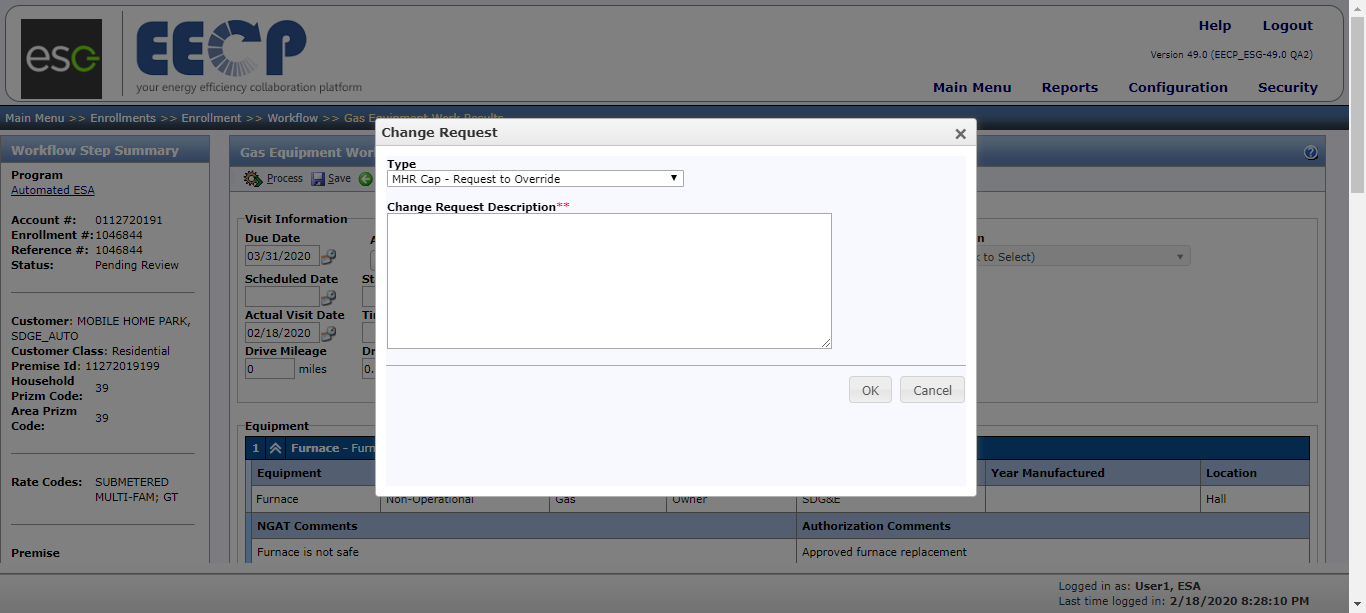 esg
EECP
your energy efficiency collaboration platform
Help Logout
Version 49.0 (EECP_ESG-49.0 QA2)
Main Menu Reports Configuration Security
Main Menu >> Enrollments >> Enrollment >> Workflow >> Gas Equipment Work Results
Workflow Step Summary
Program
Automated ESA
Account #: 0112720191
Enrollment #: 1046844
Reference #: 1046844
Status: Pending Review
Customer: MOBILE HOME PARK,
SDGE_AUTO
Customer Class: Residential
Premise Id: 11272019199
Household
Prizm Code: 39
Area Prizm
Code: 39
Rate Codes: SUBMETERED
MULTI-FAM; GT
Premise
Gas Equipment Wor
Process Save
Visit Information
Due Date
03/31/2020
Scheduled Date St
Actual Visit Date
02/18/2020
Drive Mileage Dr
0 miles 0.
n
to Select)
Change Request
Type
MHR Cap - Request to Override
Change Request Description**
OK Cancel
Equipment
1 Furnace - Furn
Equipment Year Manufactured Location
Furnace Non-Operational Gas Owner SDG&E Hall
NGAT Comments Authorization Comments
Furnace is not safe Approved furnace replacement
Logged in as: User1, ESA
Last time logged in: 2/18/2020 8:28:10 PM